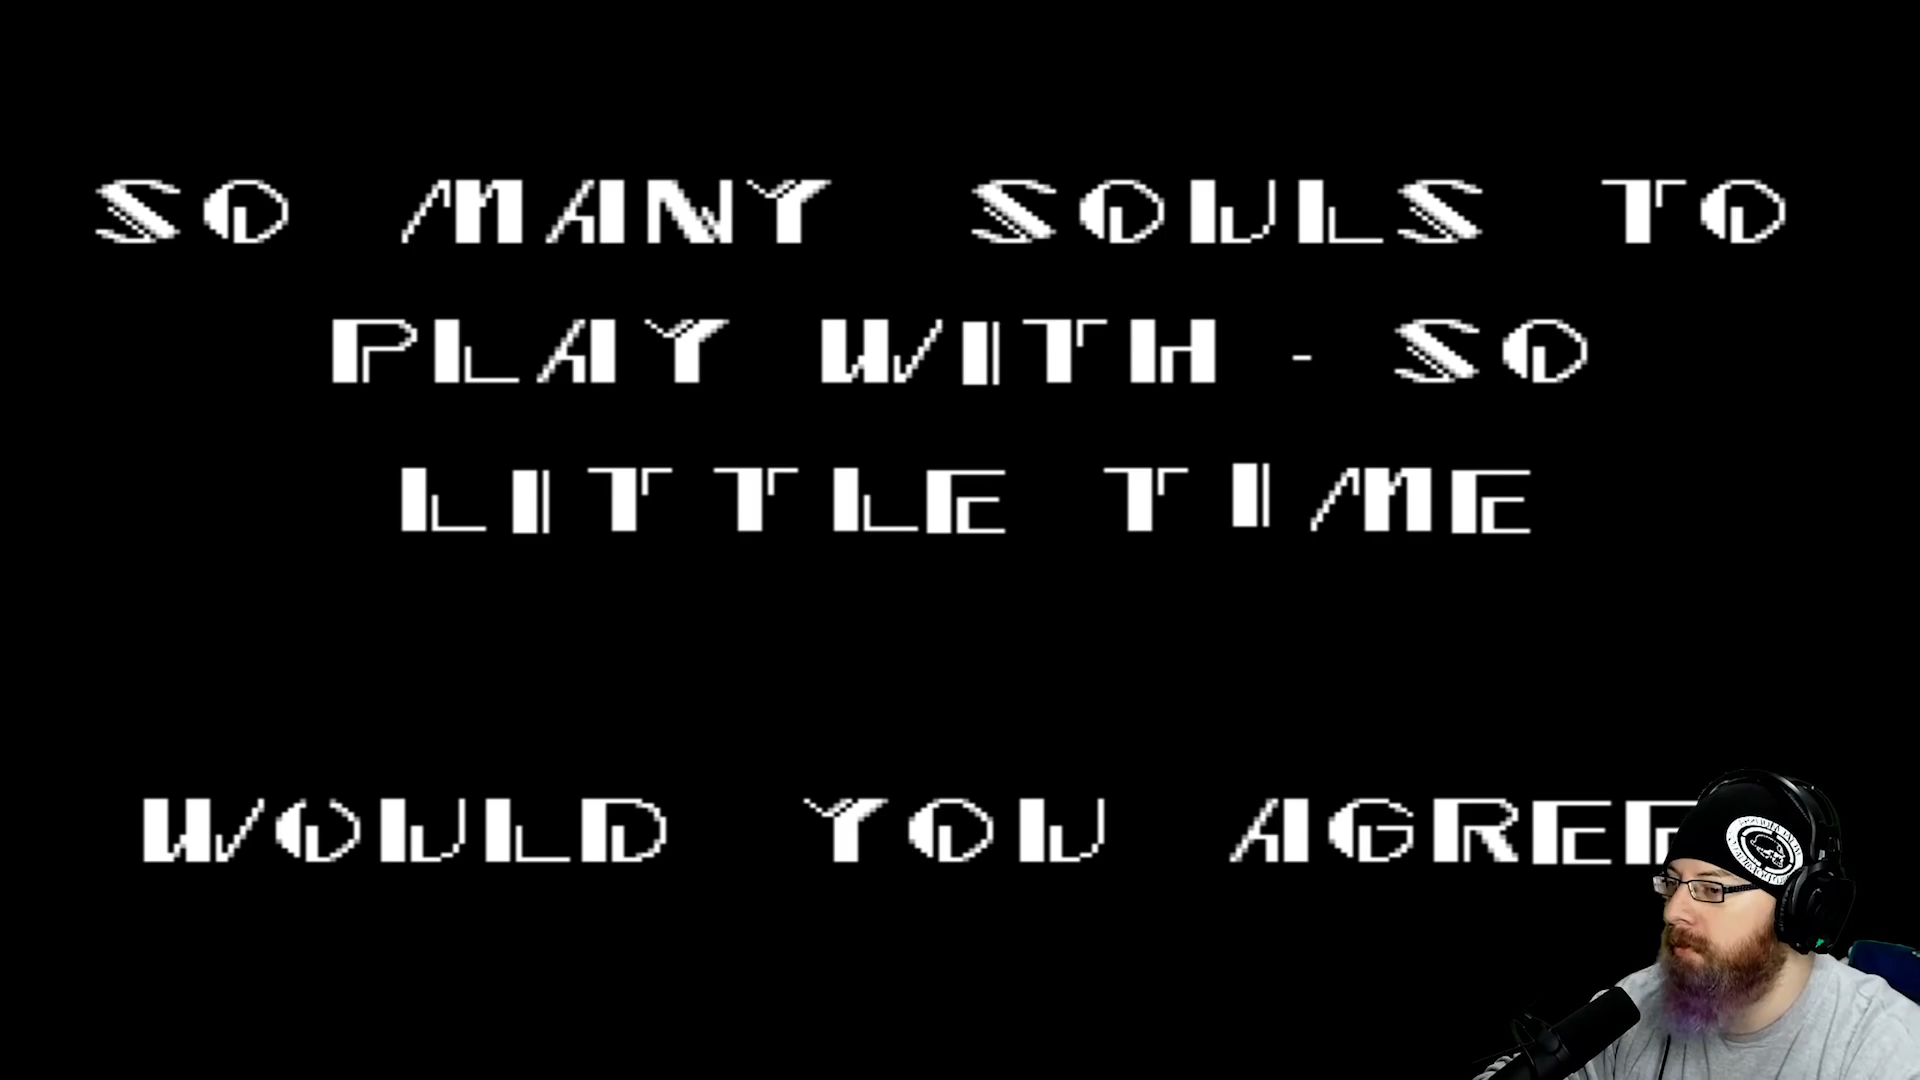 SO MANY SOULS TO
PLAY WITH - SO
LITTLE TIME
WOULD YOU AGREE